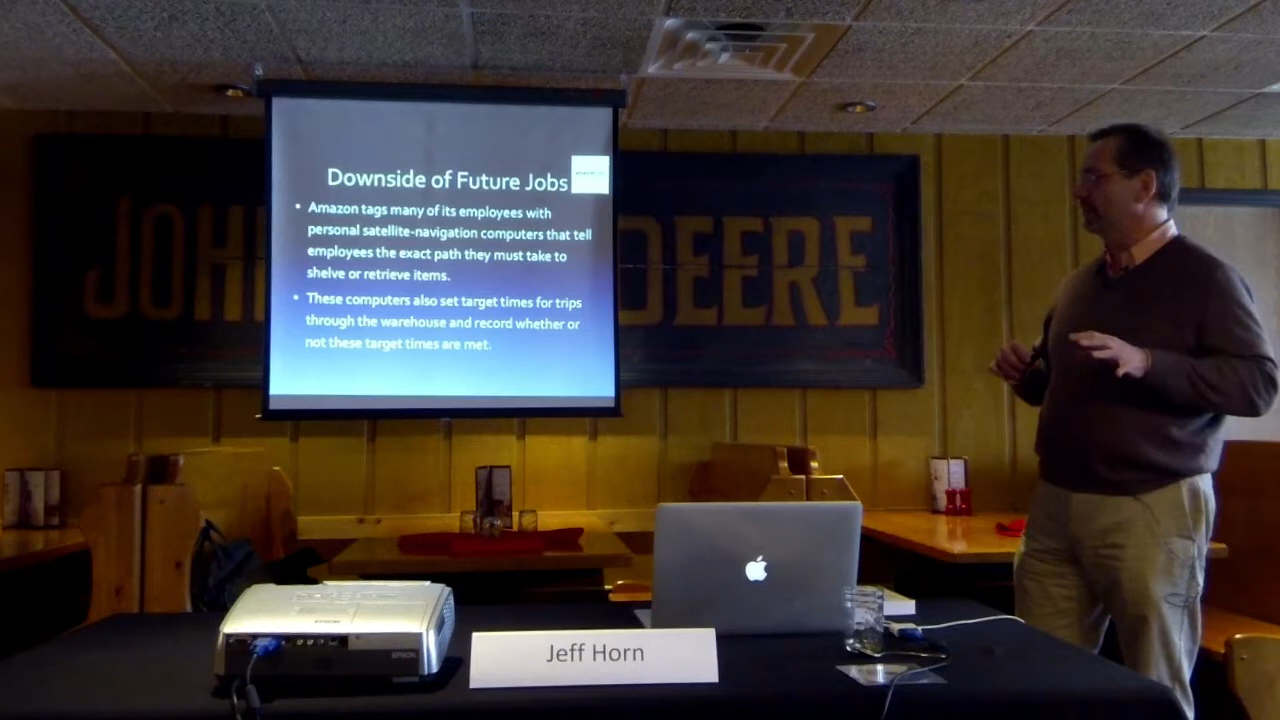 Downside of Future Jobs
• Amazon tags many of its employees with
personal satellite-navigation computers that tell
employees the exact path they must take to
shelve or retrieve items.
• These computers also set target times for trips
through the warehouse and record whether or
not these target times are met.
JOH
DEERE
EPSON
Jeff Horn